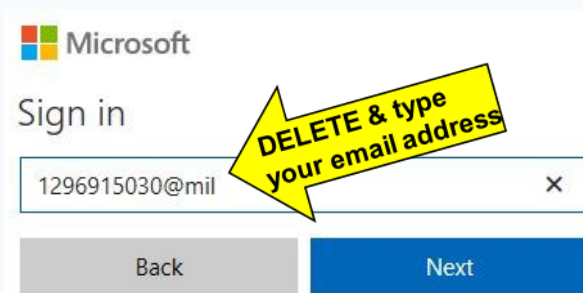 Microsoft
Sign in
DELETE & type
your email address
1296915030@mil
Back
Next